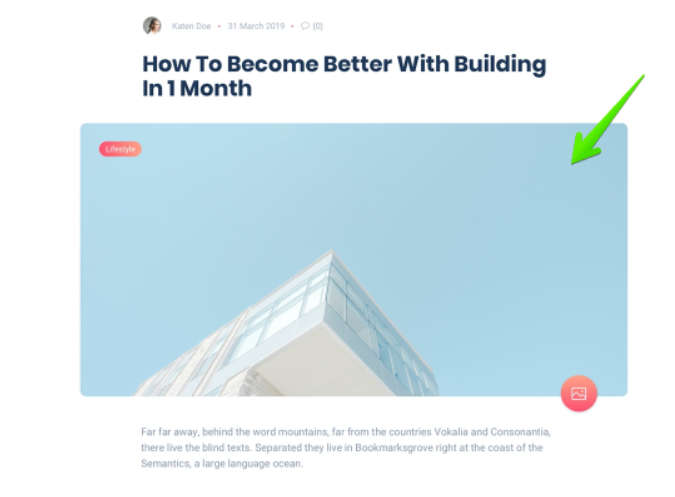 Katen Doe • 31 March 2019 • (0)
How To Become Better With Building
In 1 Month
Lifestyle
Far far away, behind the word mountains, far from the countries Vokalia and Consonantia,
there live the blind texts. Separated they live in Bookmarksgrove right at the coast of the
Semantics, a large language ocean.